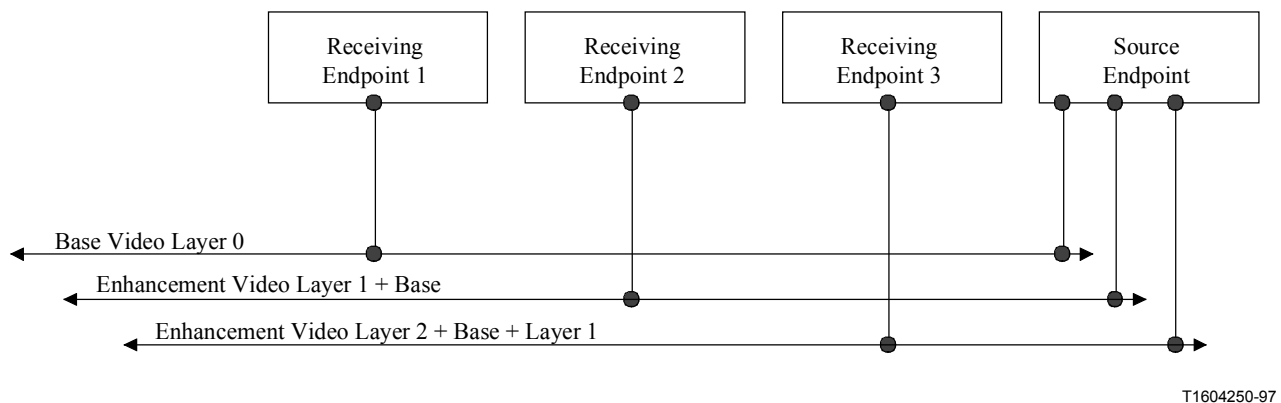 Receiving
Endpoint 1
Receiving
Endpoint 2
Receiving
Endpoint 3
Source
Endpoint
Base Video Layer 0
Enhancement Video Layer 1 + Base
Enhancement Video Layer 2 + Base + Layer 1
T1604250-97